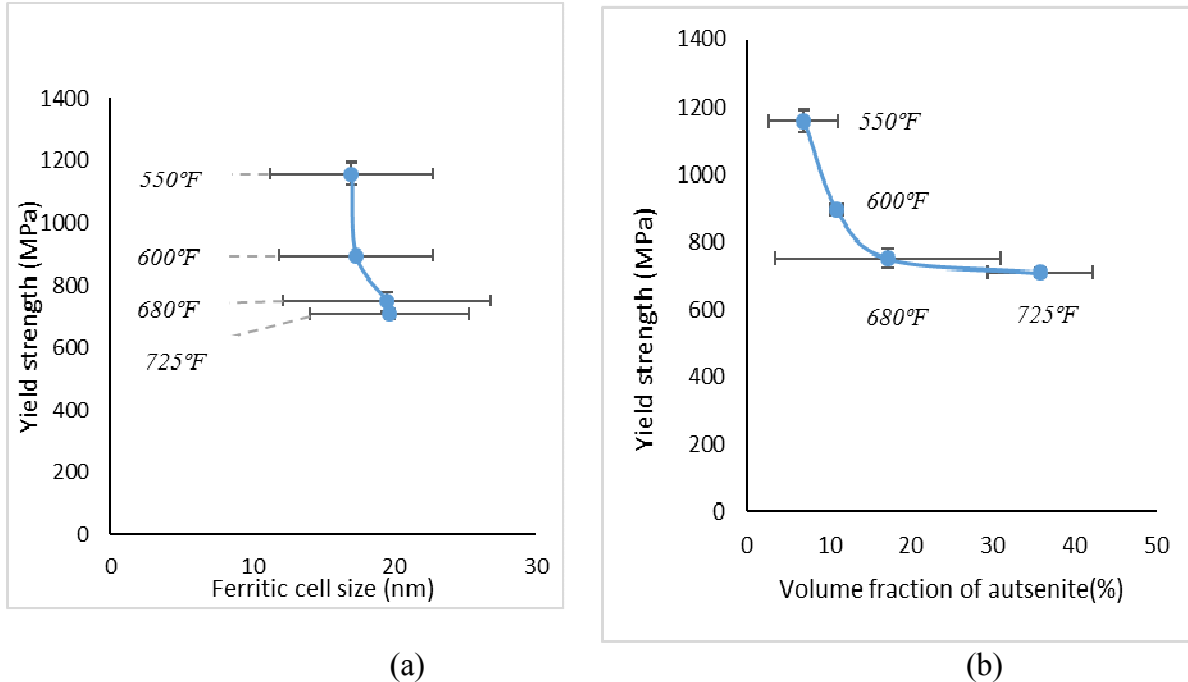 1400
1200
1000
800
600
400
200
0
Yield strength (MPa)
550°F
600°F
680°F
725°F
0 10 20 30
Ferritic cell size (nm)
(a)
1400
1200
1000
800
600
400
200
0
Yield strength (MPa)
550°F
600°F
680°F 725°F
0 10 20 30 40 50
Volume fraction of autsenite(%)
(b)